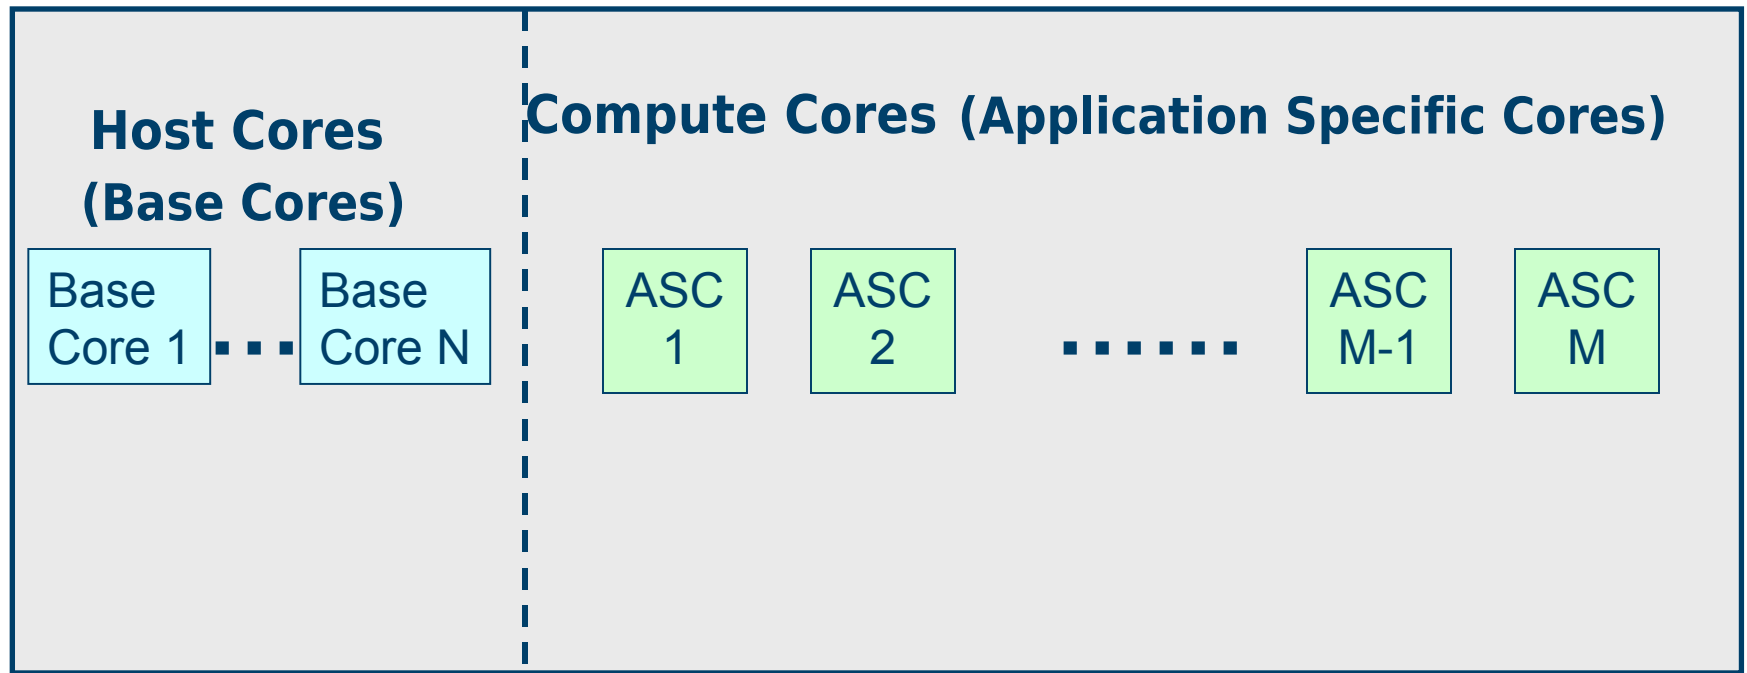 Host Cores
(Base Cores)
Compute Cores (Application Specific Cores)
Base
Core 1
Base
Core N
ASC
1
ASC
2
ASC
M-1
ASC
M